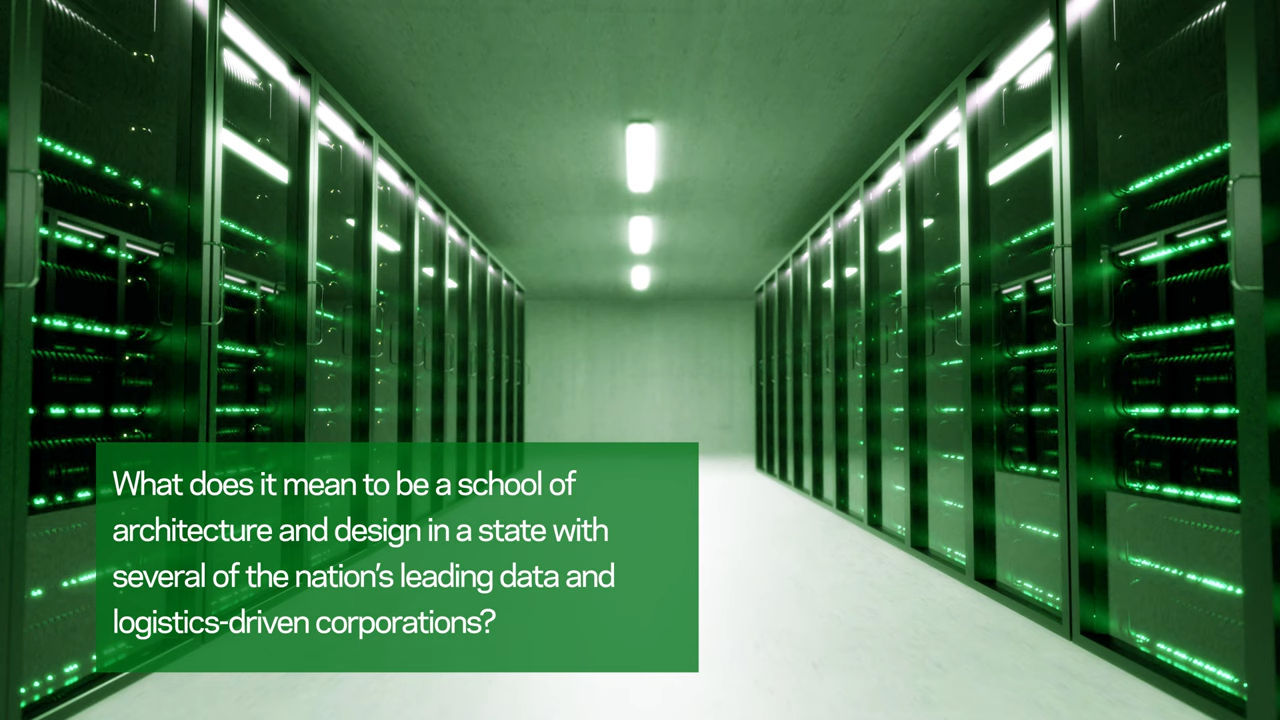 What does it mean to be a school of
architecture and design in a state with
several of the nation’s leading data and
logistics-driven corporations?